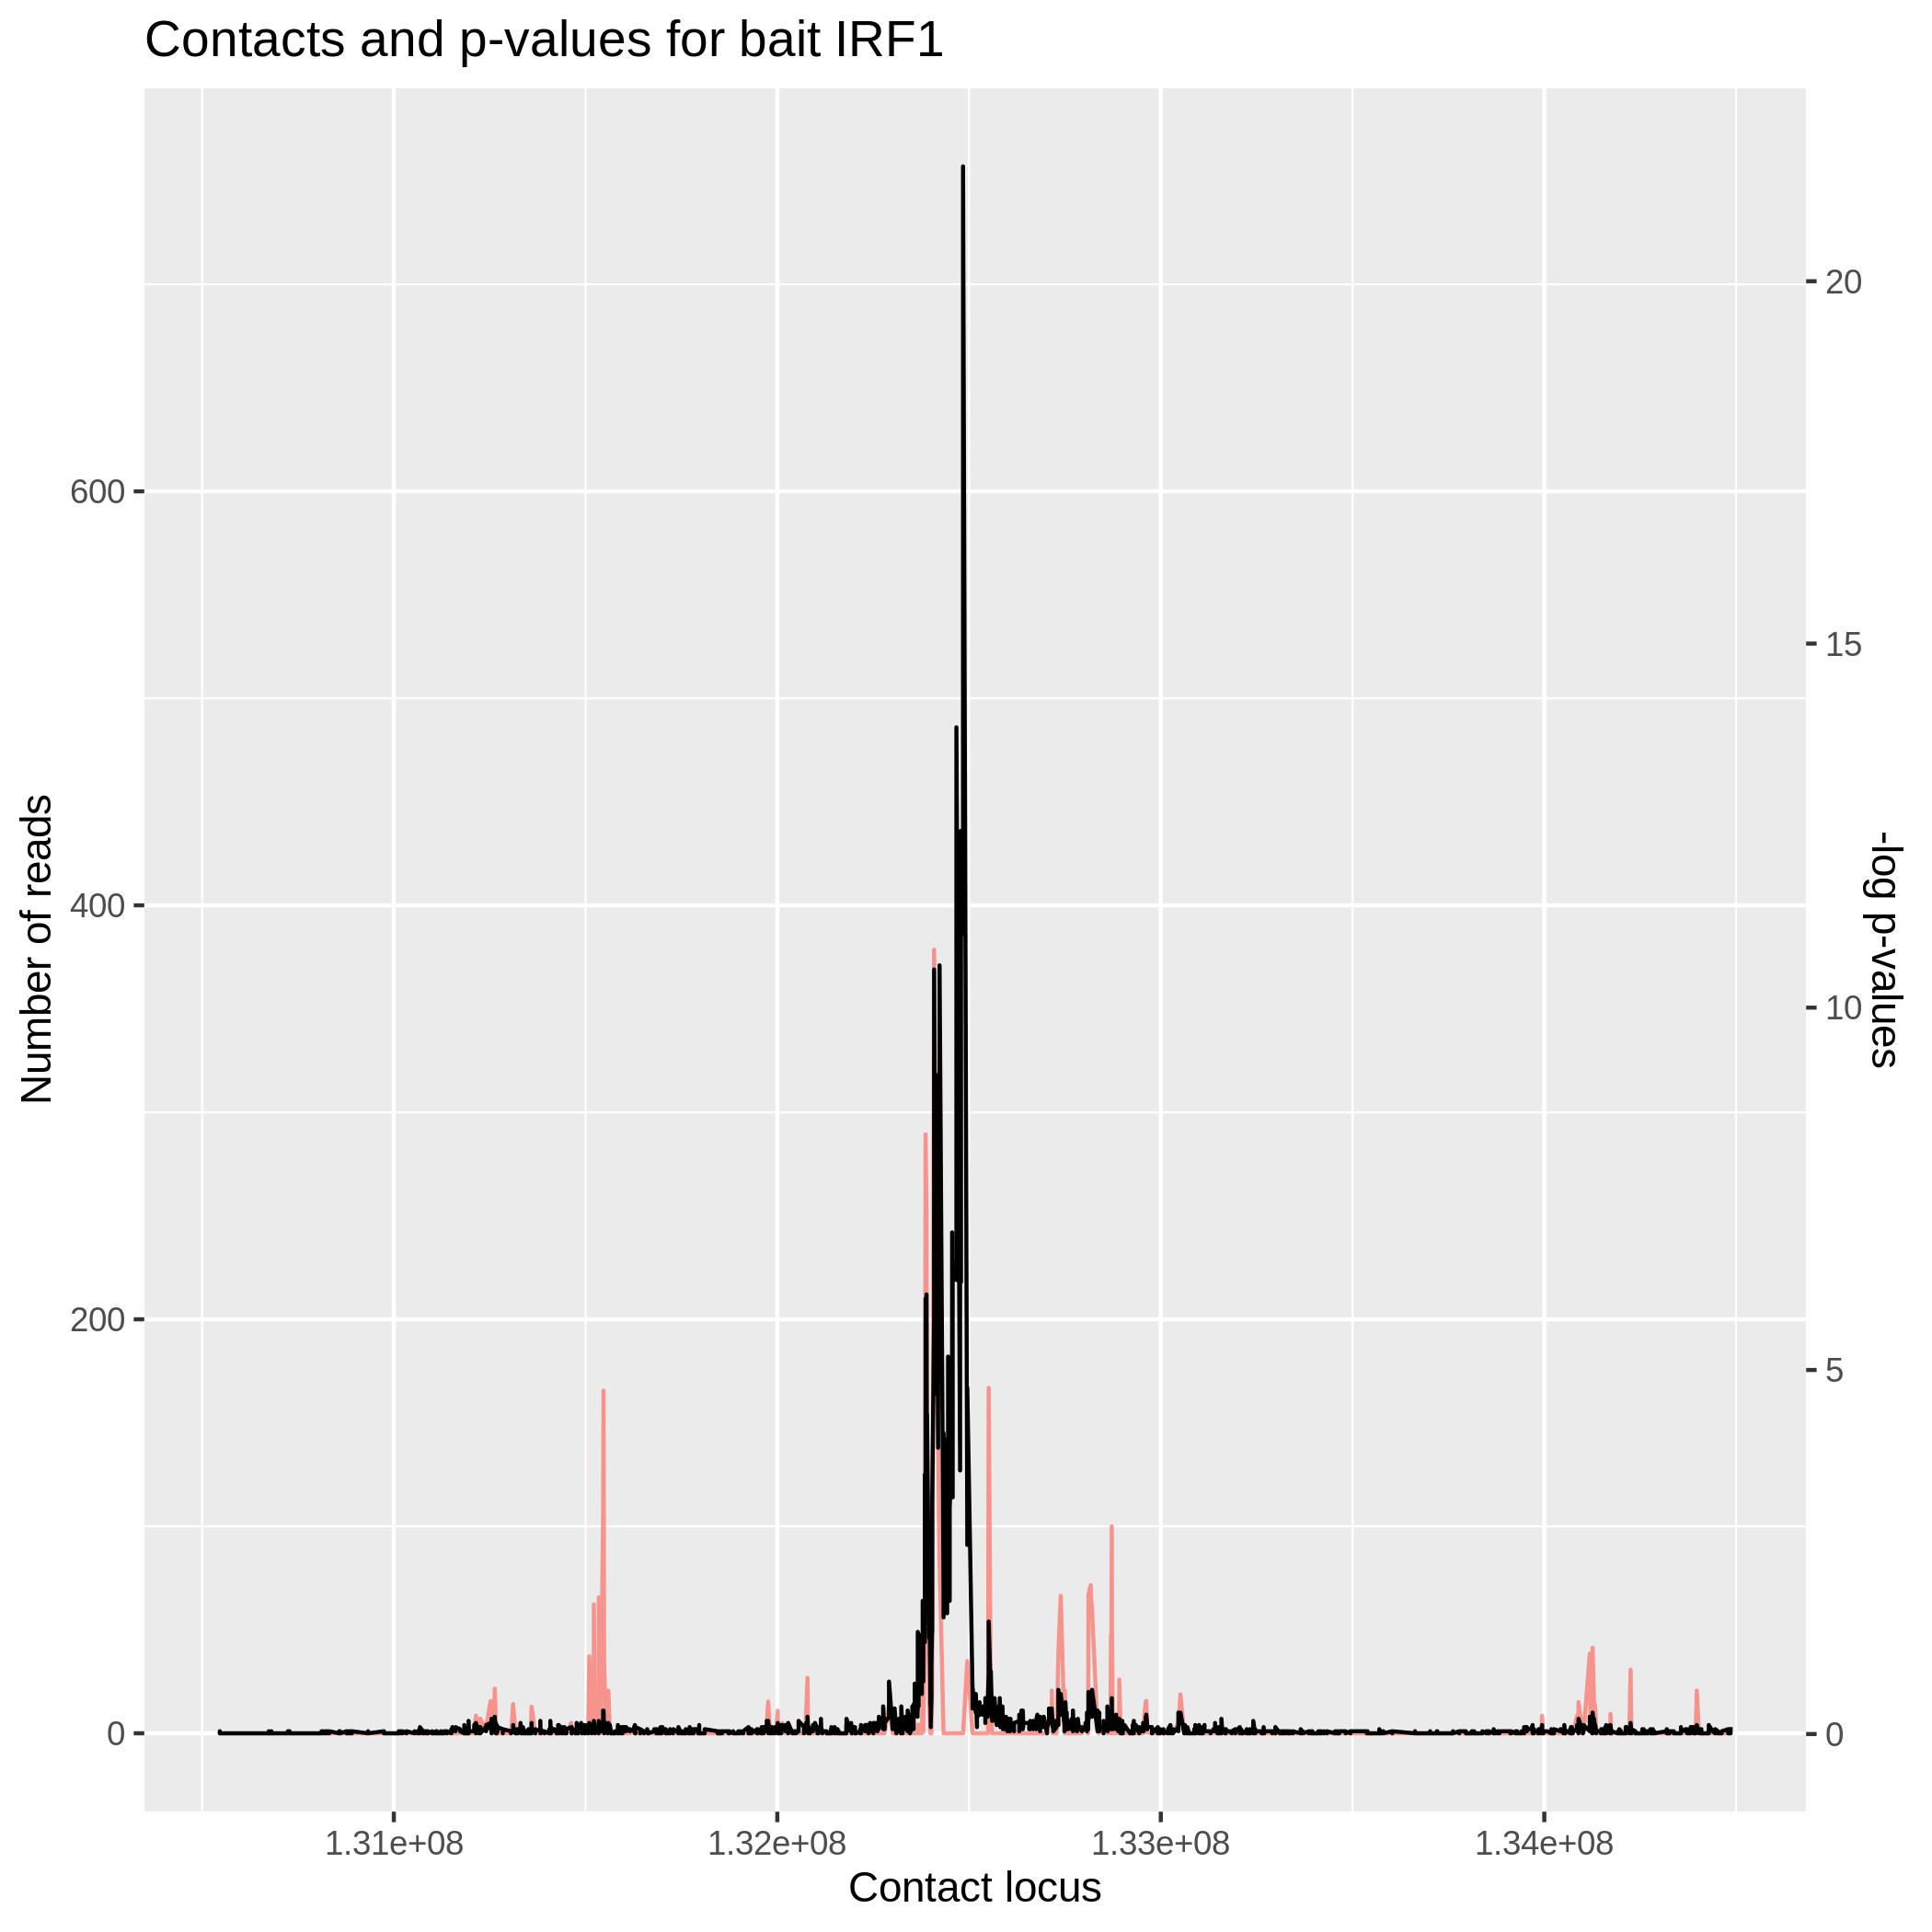 Contacts and p-values for bait IRF1
Number of reads
600
400
200
0
20
15
10
5
0
-log p-values
1.31e+08
1.32e+08
1.33e+08
1.34e+08
Contact locus